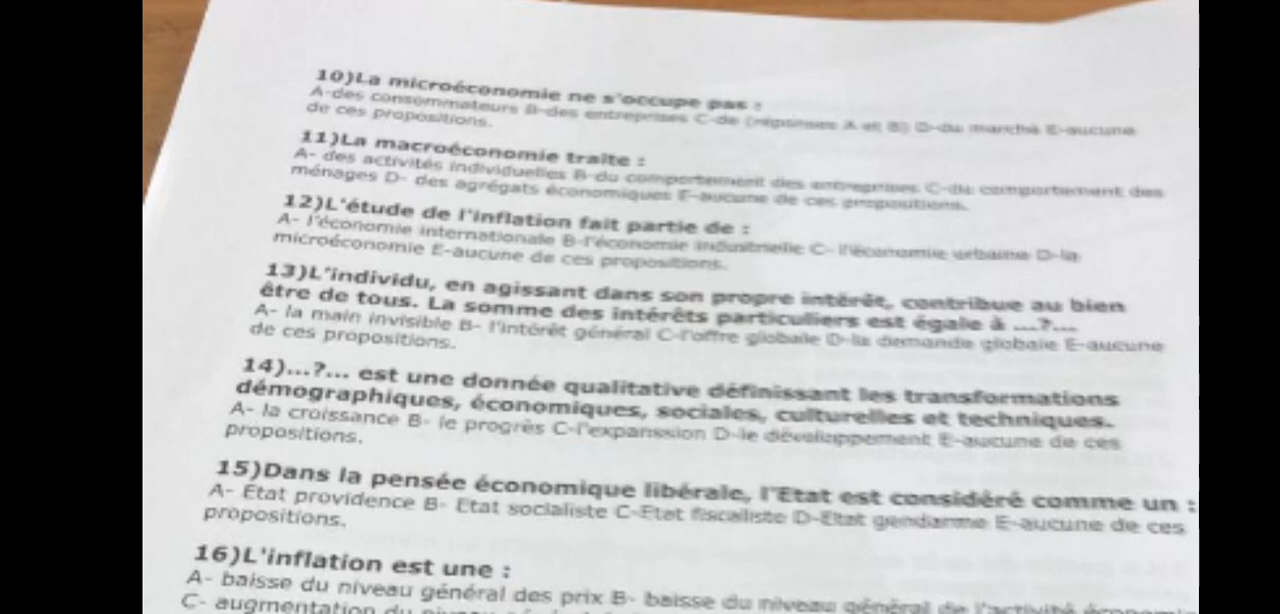 10)La microéconomie ne s'occupe pas :
A-des consommateurs B-des entreprises C-de (réponses A et B) D-du marché E-aucune
de ces propositions.
11)La macroéconomie traite :
A- des activités individuelles B-du comportement des entreprises C-du comportement des
ménages D- des agrégats économiques E-aucune de ces propositions.
12)L'étude de l'inflation fait partie de :
A- l'économie internationale B-l'économie industrielle C- l'économie urbaine D-la
microéconomie E-aucune de ces propositions.
13)L'individu, en agissant dans son propre intérêt, contribue au bien
être de tous. La somme des intérêts particuliers est égale à ...?...
A- la main invisible B- l'intérêt général C-l'offre globale D-la demande globale E-aucune
de ces propositions.
14)...?... est une donnée qualitative définissant les transformations
démographiques, économiques, sociales, culturelles et techniques.
A- la croissance B- le progrès C-l'expanssion D-le développement E-aucune de ces
propositions.
15)Dans la pensée économique libérale, l'Etat est considéré comme un :
A- Etat providence B- Etat socialiste C-Etat fiscaliste D-Etat gendarme E-aucune de ces
propositions.
16)L'inflation est une :
A- baisse du niveau général des prix B- baisse du niveau général de l'activité
C- augmentation du niveau